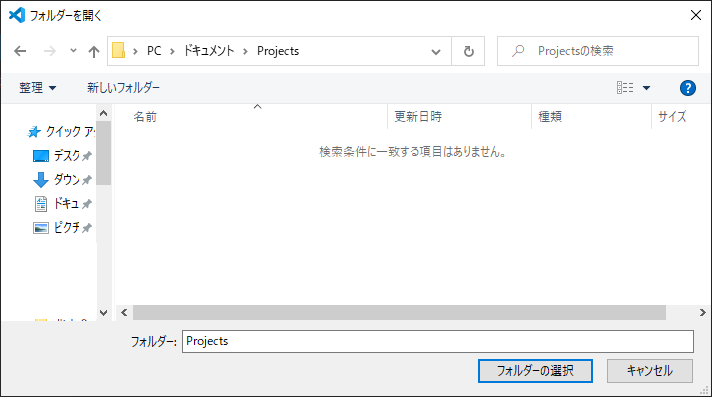 フォルダーを開く
PC > ドキュメント > Projects
Projectsの検索
整理
新しいフォルダー
?
名前 更新日時 種類 サイズ
検索条件に一致する項目はありません。
クイック ア
デスク
ダウン
ドキュ
ピクチ
フォルダー: Projects
フォルダーの選択 キャンセル